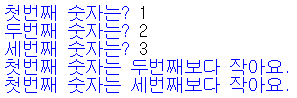 첫번째 숫자는? 1
두번째 숫자는? 2
세번째 숫자는? 3
첫번째 숫자는 두번째보다 작아요.
첫번째 숫자는 세번째보다 작아요.